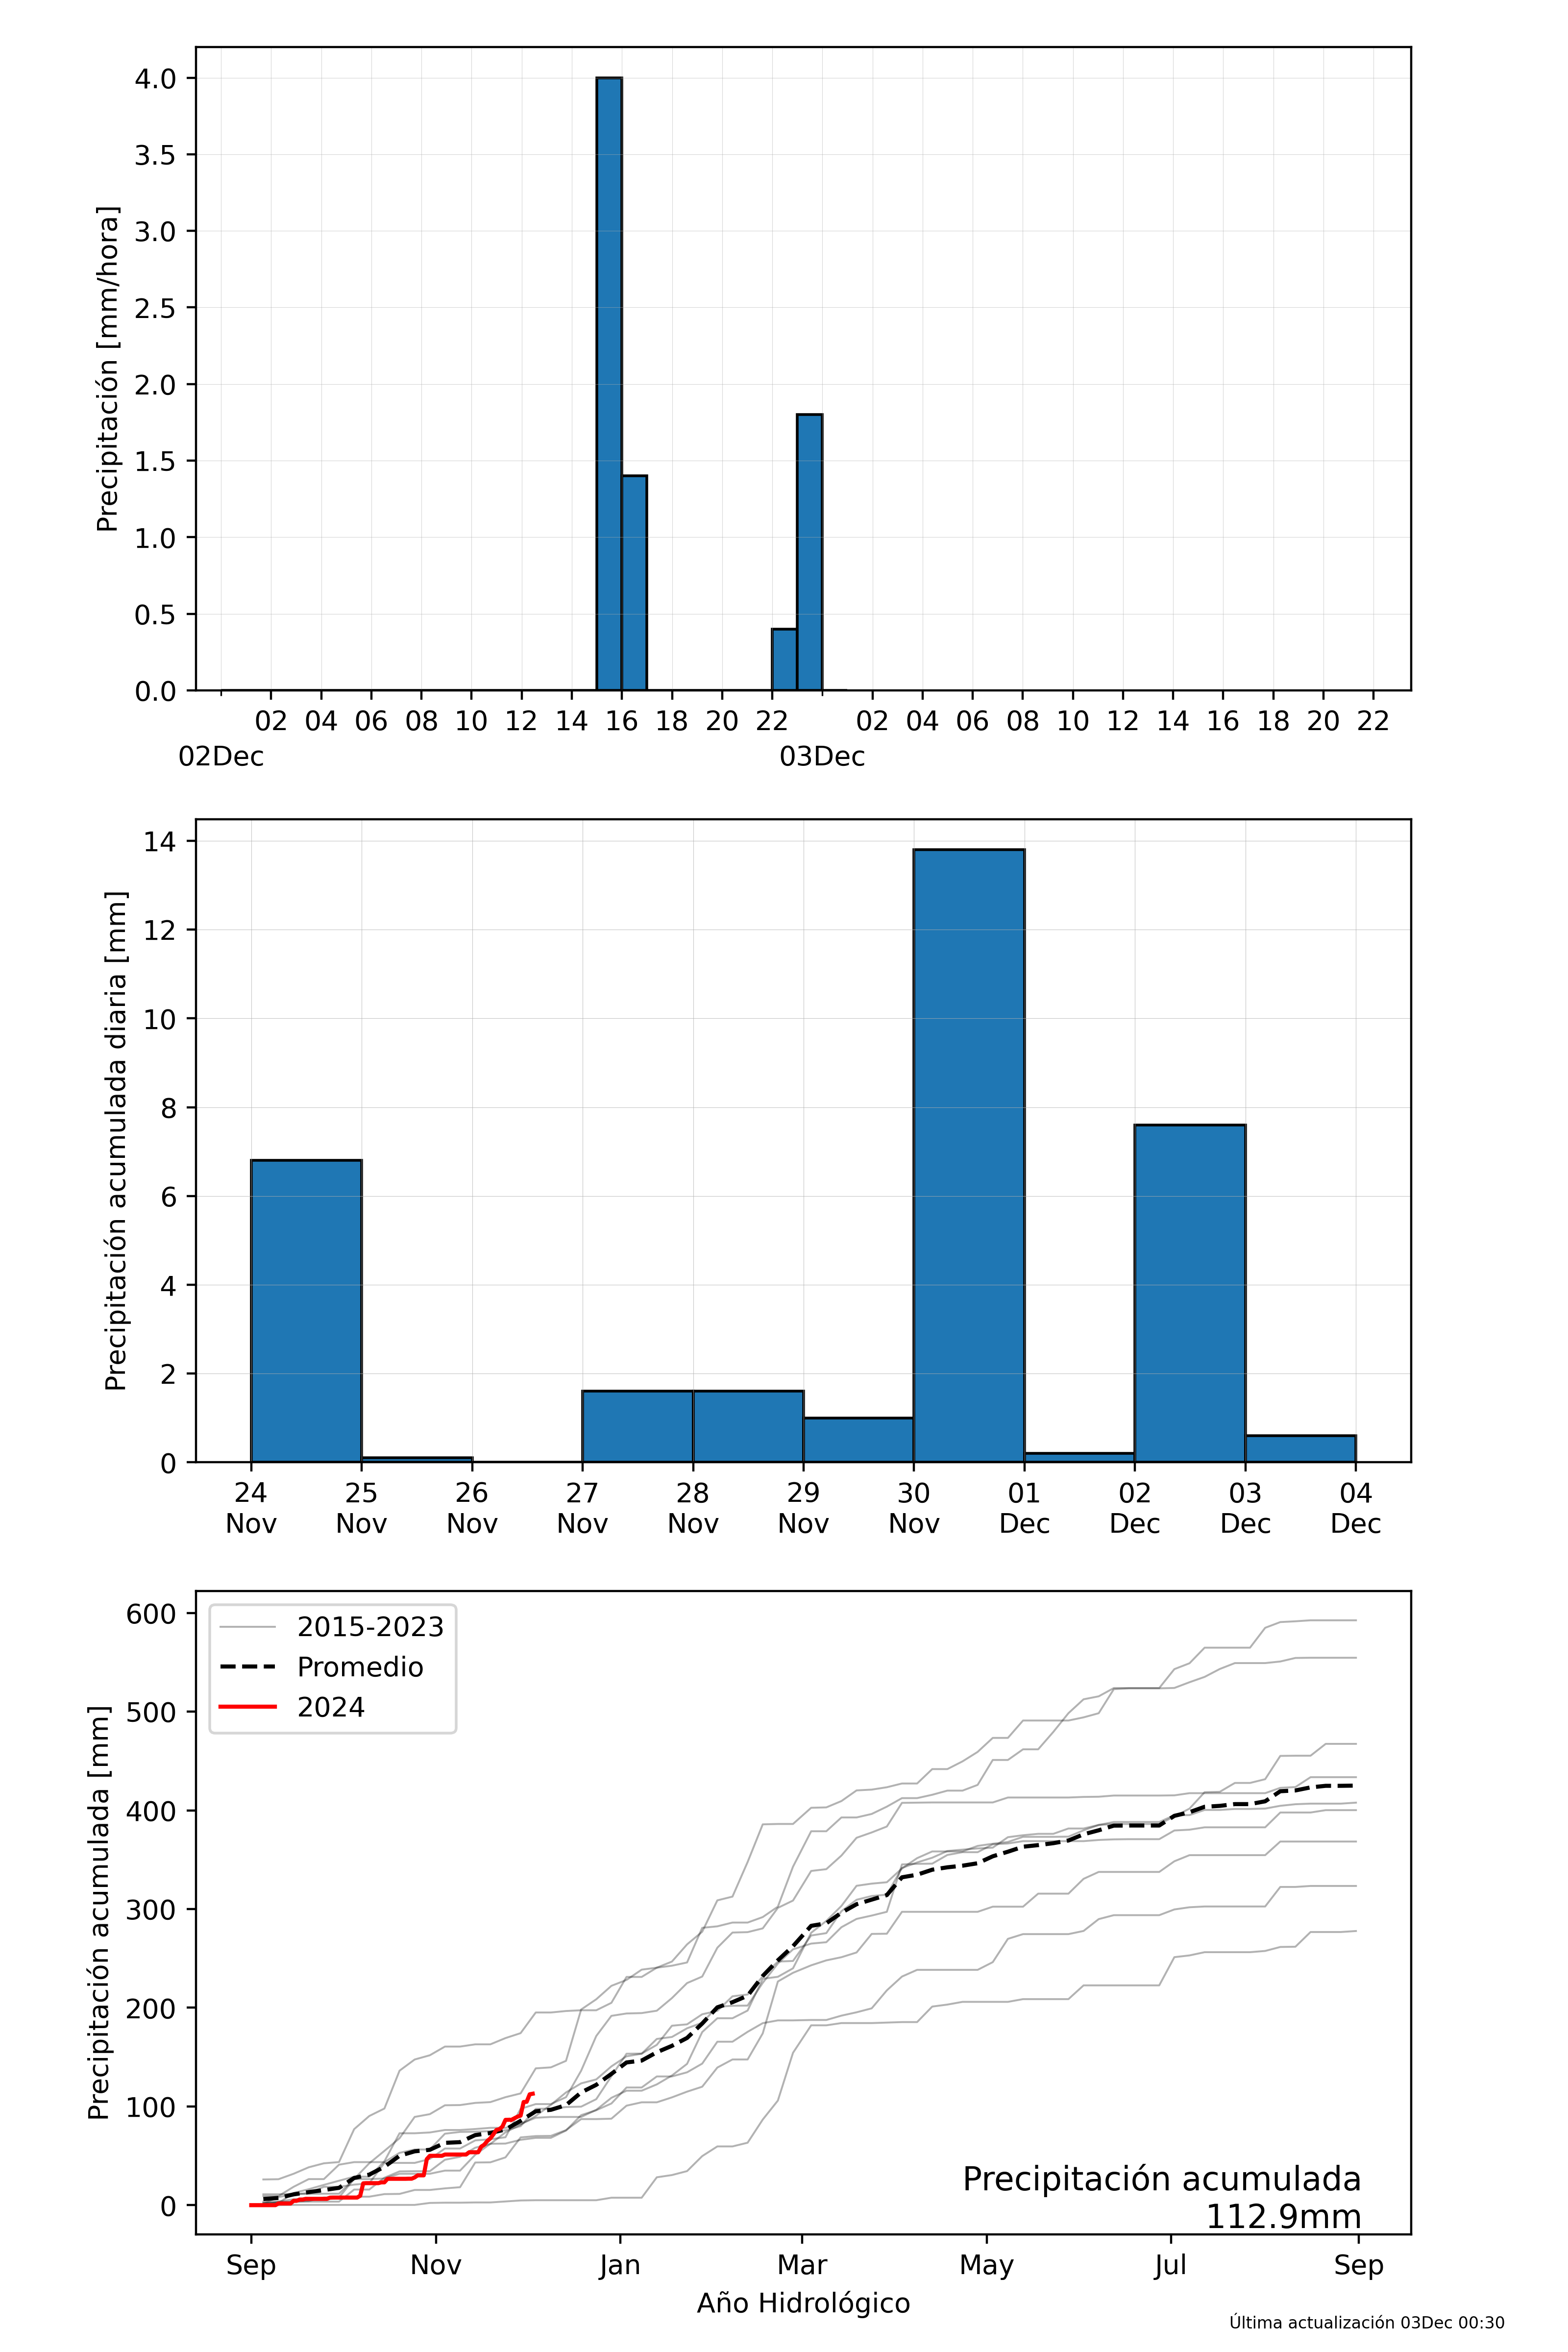 4.0
3.5
3.0
2.5
2.0
1.5
1.0
0.5
0.0
Precipitación [mm/hora]
02 04 06 08 10 12 14 16 18 20 22 02 04 06 08 10 12 14 16 18 20 22
02Dec 03Dec
14
12
10
8
6
4
2
0
Precipitación acumulada diaria [mm]
24 25 26 27 28 29 30 01 02 03 04
Nov Nov Nov Nov Nov Nov Nov Dec Dec Dec Dec
600
500
400
300
200
100
0
Precipitación acumulada [mm]
2015-2023
Promedio
2024
Precipitación acumulada
112.9mm
Sep Nov Jan Mar May Jul Sep
Año Hidrológico
Última actualización 03Dec 00:30